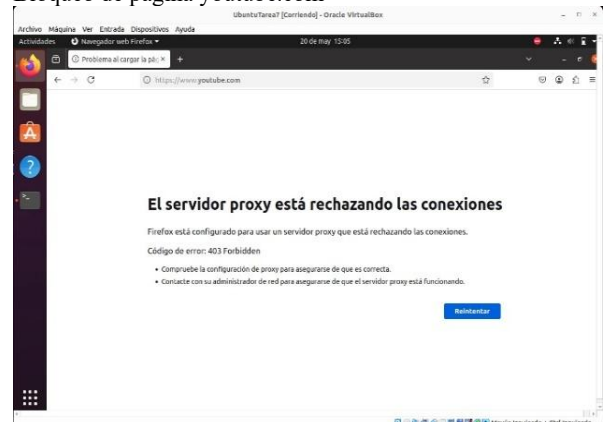 Bloqueo de pagina youtube.com
UbuntuTarea7 [Corriendo] - Oracle VirtualBox
Archivo Máquina Ver Entrada Dispositivos Ayuda
Actividades Navegador web Firefox 20 de may 15:05
Problema al cargar la pág
https://www.youtube.com
El servidor proxy está rechazando las conexiones
Firefox está configurado para usar un servidor proxy que está rechazando las conexiones.
Código de error: 403 Forbidden
• Compruebe la configuración de proxy para asegurarse de que es correcta.
• Contacte con su administrador de red para asegurarse de que el servidor proxy está funcionando.
Reintentar